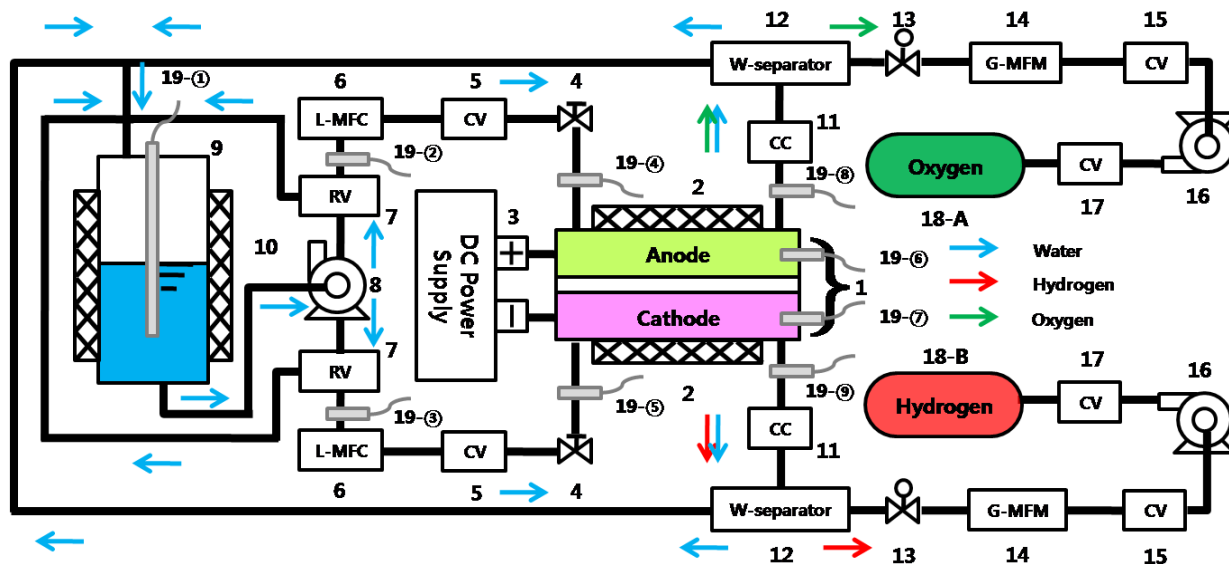 12
13
14
15
W-separator
G-MFM
CV
19-①
6
5
4
L-MFC
CV
9
19-②
19-④
11
CC
Oxygen
CV
16
17
18-A
RV
7
2
19-⑧
10
3
DC Power
Supply
+
−
8
Anode
Cathode
19-⑥
1
19-⑦
Water
Hydrogen
Oxygen
7
RV
19-③
19-⑤
2
19-⑨
18-B
17
16
Hydrogen
CV
L-MFC
CV
CC
11
6
5
4
W-separator
G-MFM
CV
12
13
14
15